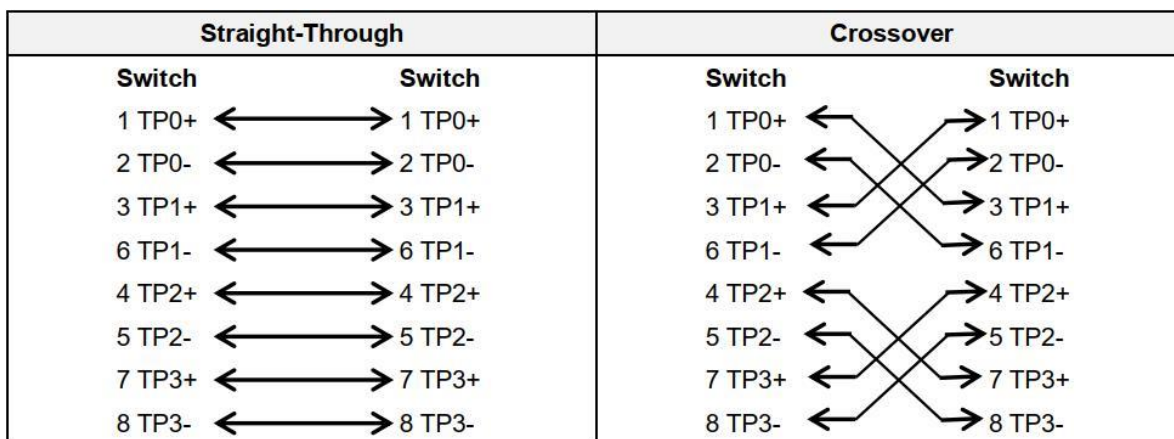 Straight-Through Crossover
Switch Switch Switch Switch
1 TP0+ 1 TP0+ 1 TP0+ 1 TP0+
2 TP0- 2 TP0- 2 TP0- 2 TP0-
3 TP1+ 3 TP1+ 3 TP1+ 3 TP1+
6 TP1- 6 TP1- 6 TP1- 6 TP1-
4 TP2+ 4 TP2+ 4 TP2+ 4 TP2+
5 TP2- 5 TP2- 5 TP2- 5 TP2-
7 TP3+ 7 TP3+ 7 TP3+ 7 TP3+
8 TP3- 8 TP3- 8 TP3- 8 TP3-